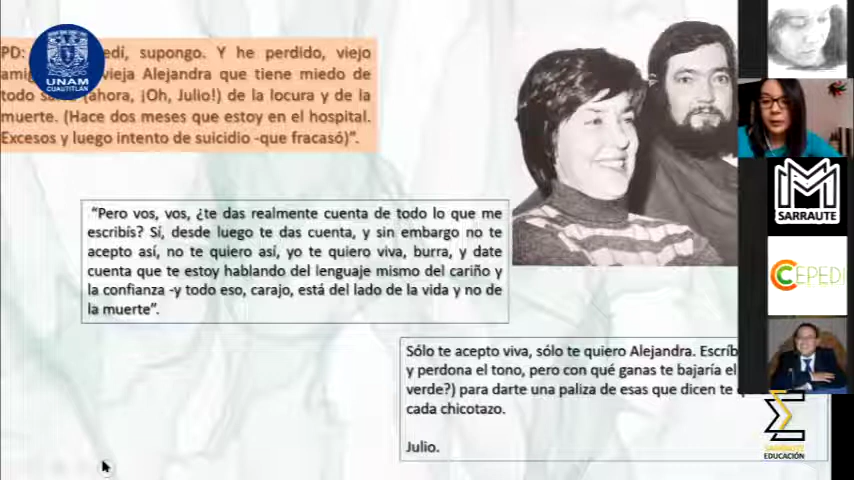 PD: edí, supongo. Y he perdido, viejo
amig vieja Alejandra que tiene miedo de
todo (ahora, ¡Oh, Julio!) de la locura y de la
muerte. (Hace dos meses que estoy en el hospital.
Excesos y luego intento de suicidio -que fracasó)”.
UNAM
CUAUTITLÁN
“Pero vos, vos, ¿te das realmente cuenta de todo lo que me
escribís? Sí, desde luego te das cuenta, y sin embargo no te
acepto así, no te quiero así, yo te quiero viva, burra, y date
cuenta que te estoy hablando del lenguaje mismo del cariño y
la confianza -y todo eso, carajo, está del lado de la vida y no de
la muerte”.
Sólo te acepto viva, sólo te quiero Alejandra. Escríb
y perdona el tono, pero con qué ganas te bajaría el
verde?) para darte una paliza de esas que dicen te q
cada chicotazo.
Julio.
SARRAUTE
CEPEDI
SARRAUTE
EDUCACIÓN